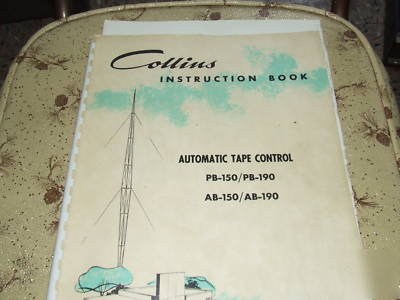 Collins
INSTRUCTION BOOK
AUTOMATIC TAPE CONTROL
PB-150/PB-190
AB-150/AB-190